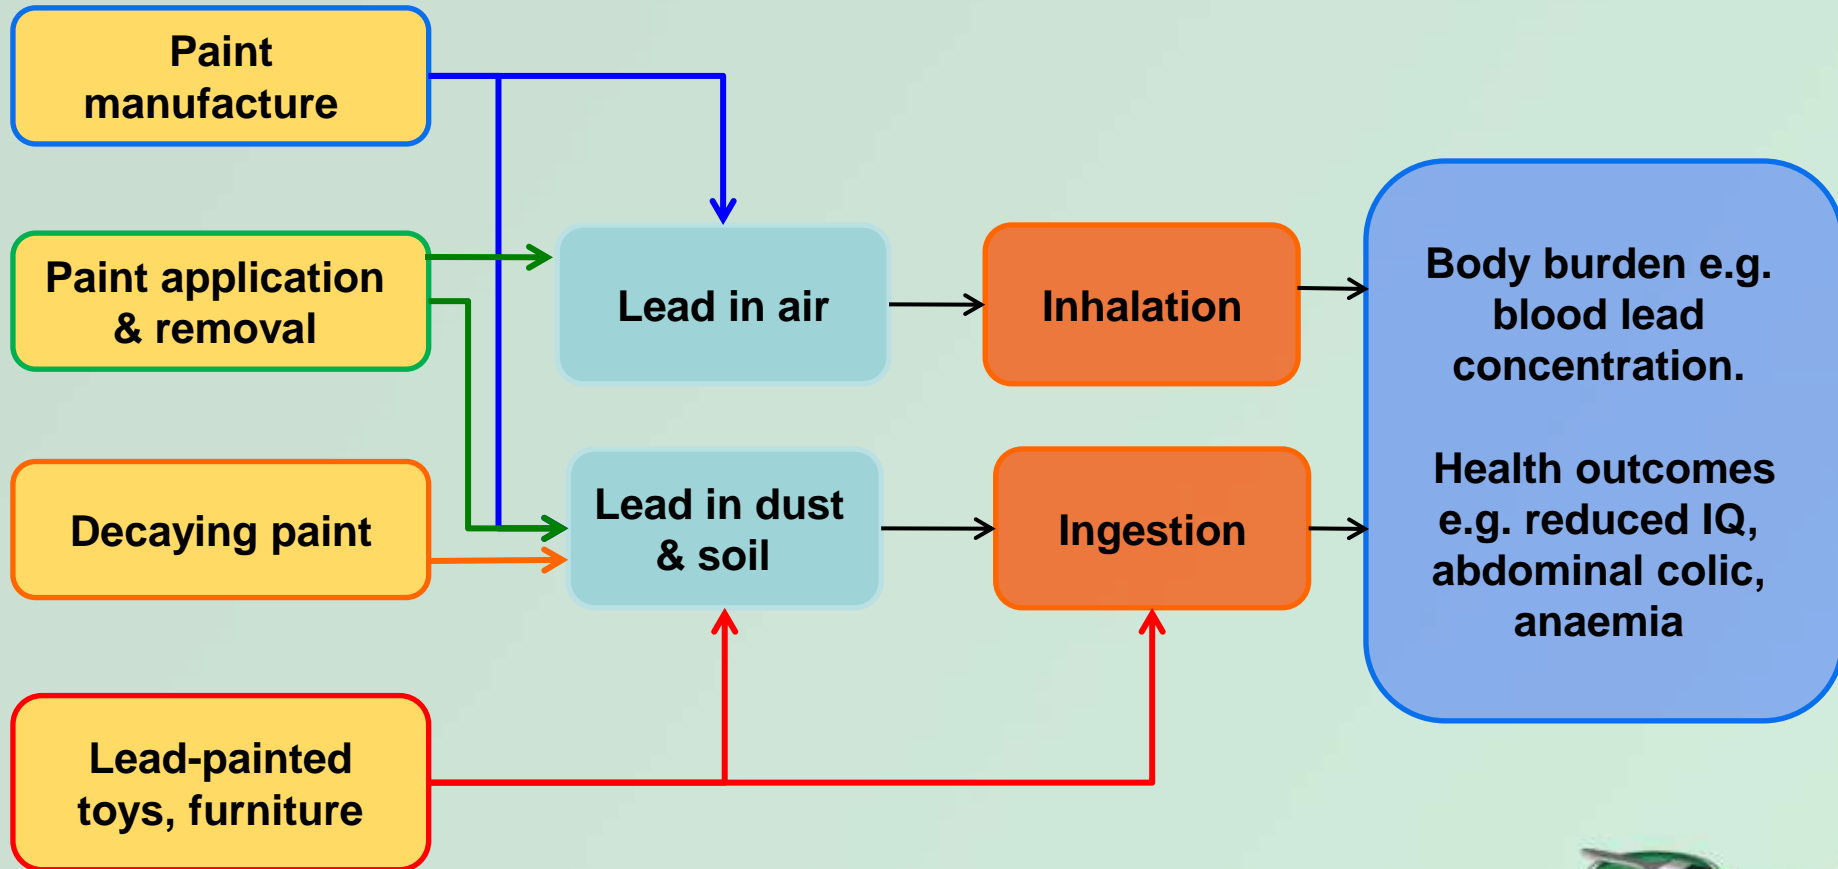 Paint
manufacture
Paint application
& removal
Decaying paint
Lead-painted
toys, furniture
Lead in air
Lead in dust
& soil
Inhalation
Ingestion
Body burden e.g.
blood lead
concentration.
Health outcomes
e.g. reduced IQ,
abdominal colic,
anaemia